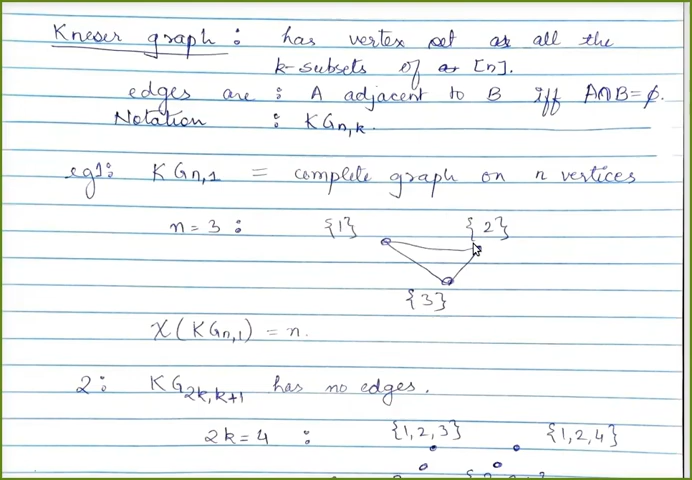 Kneser graph : has vertex set as all the
k-subsets of [n].
edges are : A adjacent to B iff A∩B=φ.
Notation : KGn,k.
eg1: KGn,1 = complete graph on n vertices
n=3 : {1} {2}
{3}
χ(KGn,1) = n.
2: KG2k,k+1 has no edges.
2k=4 : {1,2,3} {1,2,4}